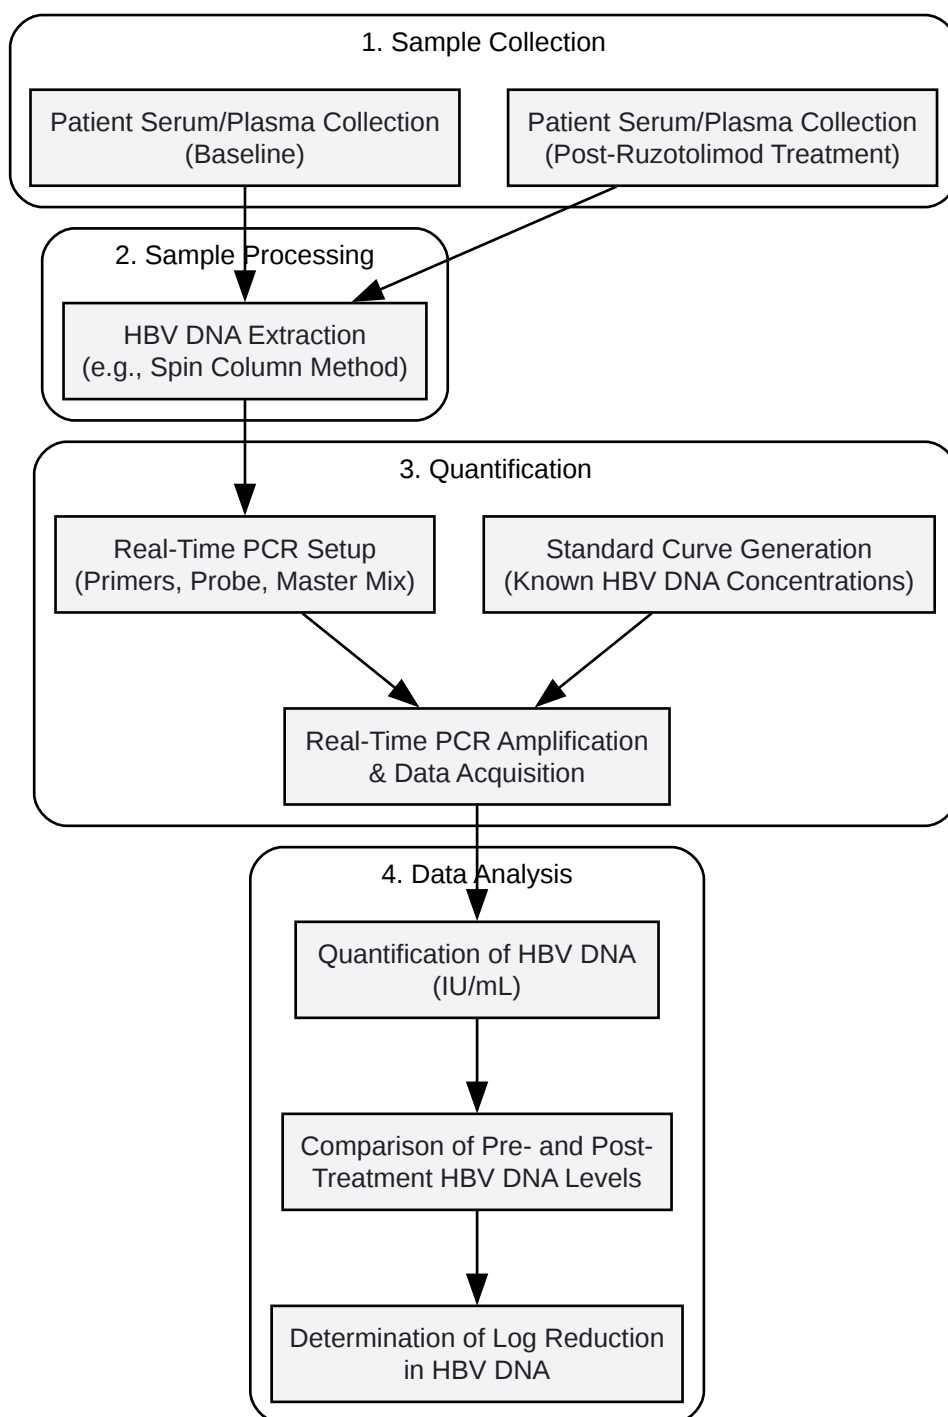 1. Sample Collection
Patient Serum/Plasma Collection
(Baseline)
Patient Serum/Plasma Collection
(Post-Ruzotolimod Treatment)
2. Sample Processing
HBV DNA Extraction
(e.g., Spin Column Method)
3. Quantification
Real-Time PCR Setup
(Primers, Probe, Master Mix)
Standard Curve Generation
(Known HBV DNA Concentrations)
Real-Time PCR Amplification
& Data Acquisition
4. Data Analysis
Quantification of HBV DNA
(IU/mL)
Comparison of Pre- and Post-
Treatment HBV DNA Levels
Determination of Log Reduction
in HBV DNA